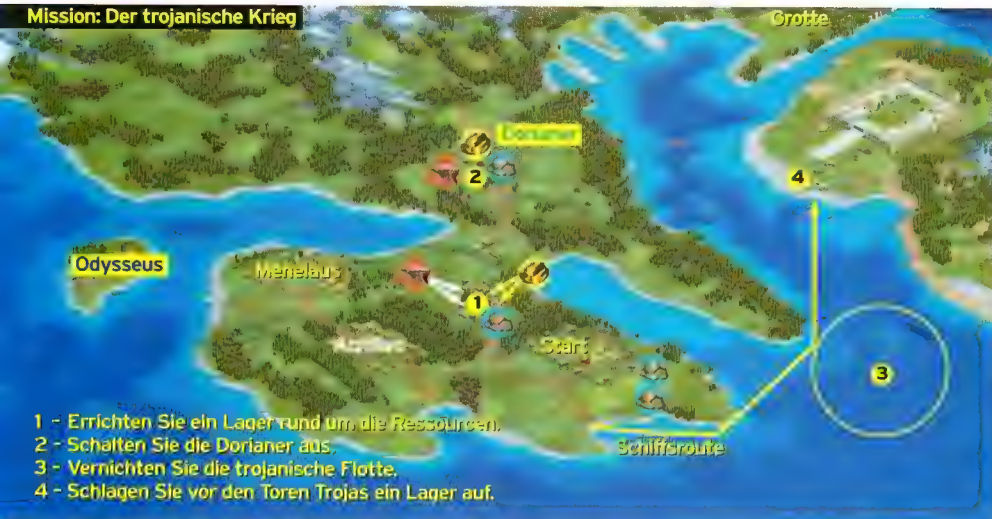 Mission: Der trojanische Krieg
Grotte
Dorianer
2
4
Odysseus
Menelaus
1
Start
3
1 - Errichten Sie ein Lager rund um die Ressourcen.
2 - Schalten Sie die Dorianer aus.
Schiffsroute
3 - Vernichten Sie die trojanische Flotte.
4 - Schlagen Sie vor den Toren Trojas ein Lager auf.